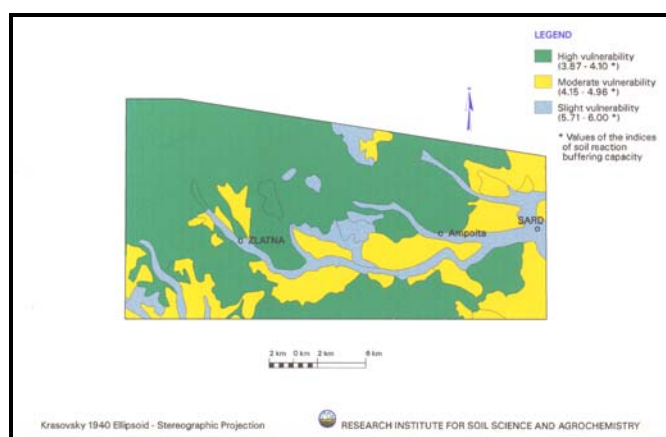 LEGEND
High vulnerability
(3.87 - 4.10 *)
Moderate vulnerability
(4.15 - 4.96 *)
Slight vulnerability
(5.71 - 6.00 *)
* Values of the indices
of soil reaction
buffering capacity
SARD
Ampoita
ZLATNA
2 km 0 km 2 km 6 km
Krasovsky 1940 Ellipsoid - Stereographic Projection
RESEARCH INSTITUTE FOR SOIL SCIENCE AND AGROCHEMISTRY